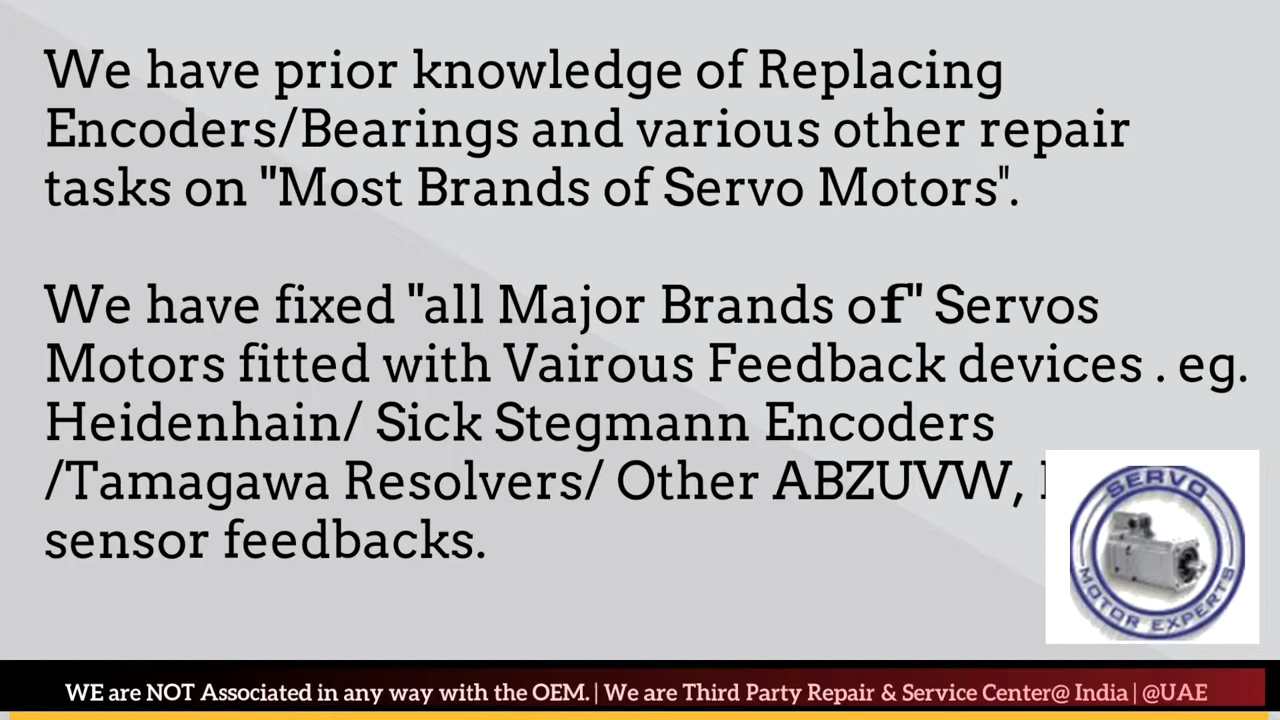 We have prior knowledge of Replacing
Encoders/Bearings and various other repair
tasks on "Most Brands of Servo Motors".
We have fixed "all Major Brands of" Servos
Motors fitted with Vairous Feedback devices . eg.
Heidenhain/ Sick Stegmann Encoders
/Tamagawa Resolvers/ Other ABZUVW,
sensor feedbacks.
SERVO
MOTOR EXPERTS
WE are NOT Associated in any way with the OEM. | We are Third Party Repair & Service Center@ India | @UAE